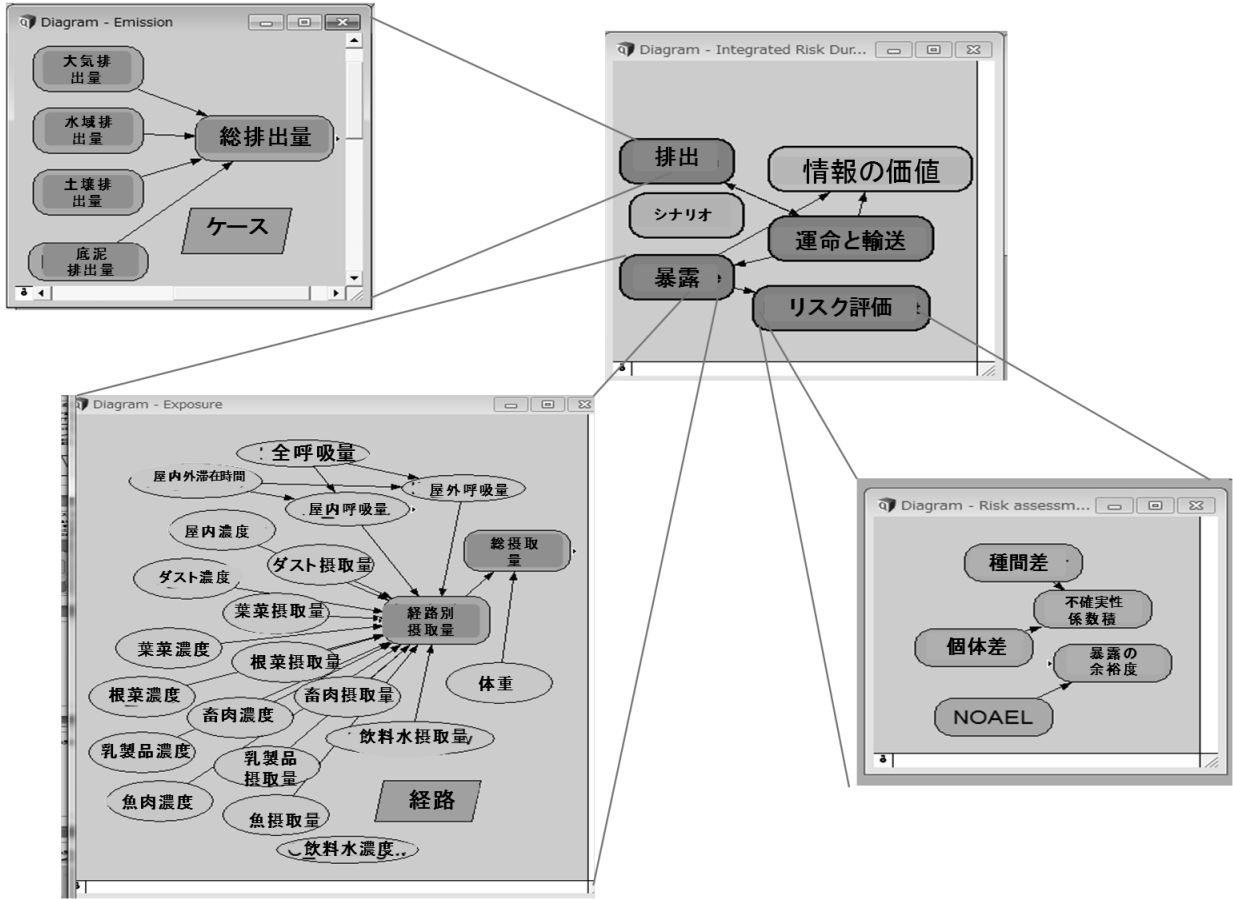 Diagram - Emission
大気排
出量
水域排
出量
総排出量
土壌排
出量
ケース
底泥
排出量
Diagram - Integrated Risk Dur...
排出
情報の価値
シナリオ
運命と輸送
暴露
リスク評価
Diagram - Exposure
全呼吸量
屋内外滞在時間
屋外呼吸量
屋内呼吸量
屋内濃度
総摂取
量
ダスト摂取量
ダスト濃度
葉菜摂取量
経路別
摂取量
葉菜濃度
根菜摂取量
体重
根菜濃度
畜肉摂取量
畜肉濃度
飲料水摂取量
乳製品濃度
乳製品
摂取量
魚肉濃度
経路
魚摂取量
飲料水濃度
Diagram - Risk assessm...
種間差
不確実性
係数積
個体差
暴露の
余裕度
NOAEL